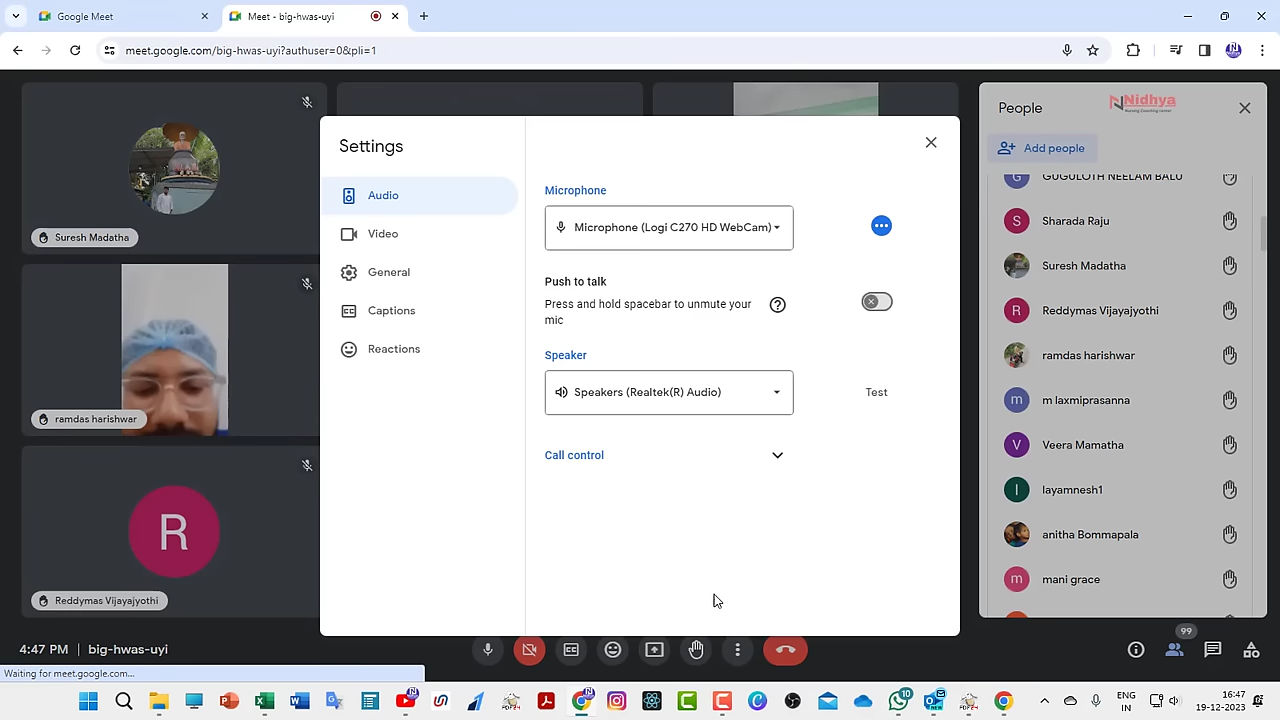 Google Meet
Meet - big-hwas-uyi
meet.google.com/big-hwas-uyi?authuser=0&pli=1
Suresh Madatha
ramdas harishwar
R
Reddymas Vijayajyothi
Settings
Audio
Video
General
Captions
Reactions
Microphone
Microphone (Logi C270 HD WebCam)
Push to talk
Press and hold spacebar to unmute your
mic
Speaker
Speakers (Realtek(R) Audio)
Test
Call control
People
Nidhya
Add people
G GUGULOTH NEELAM BALU
S Sharada Raju
Suresh Madatha
R Reddymas Vijayajyothi
ramdas harishwar
m m laxmiprasanna
V Veera Mamatha
l layamnesh1
anitha Bommapala
m mani grace
4:47 PM | big-hwas-uyi
99
Waiting for meet.google.com...
10
ENG
IN
16:47
19-12-2023